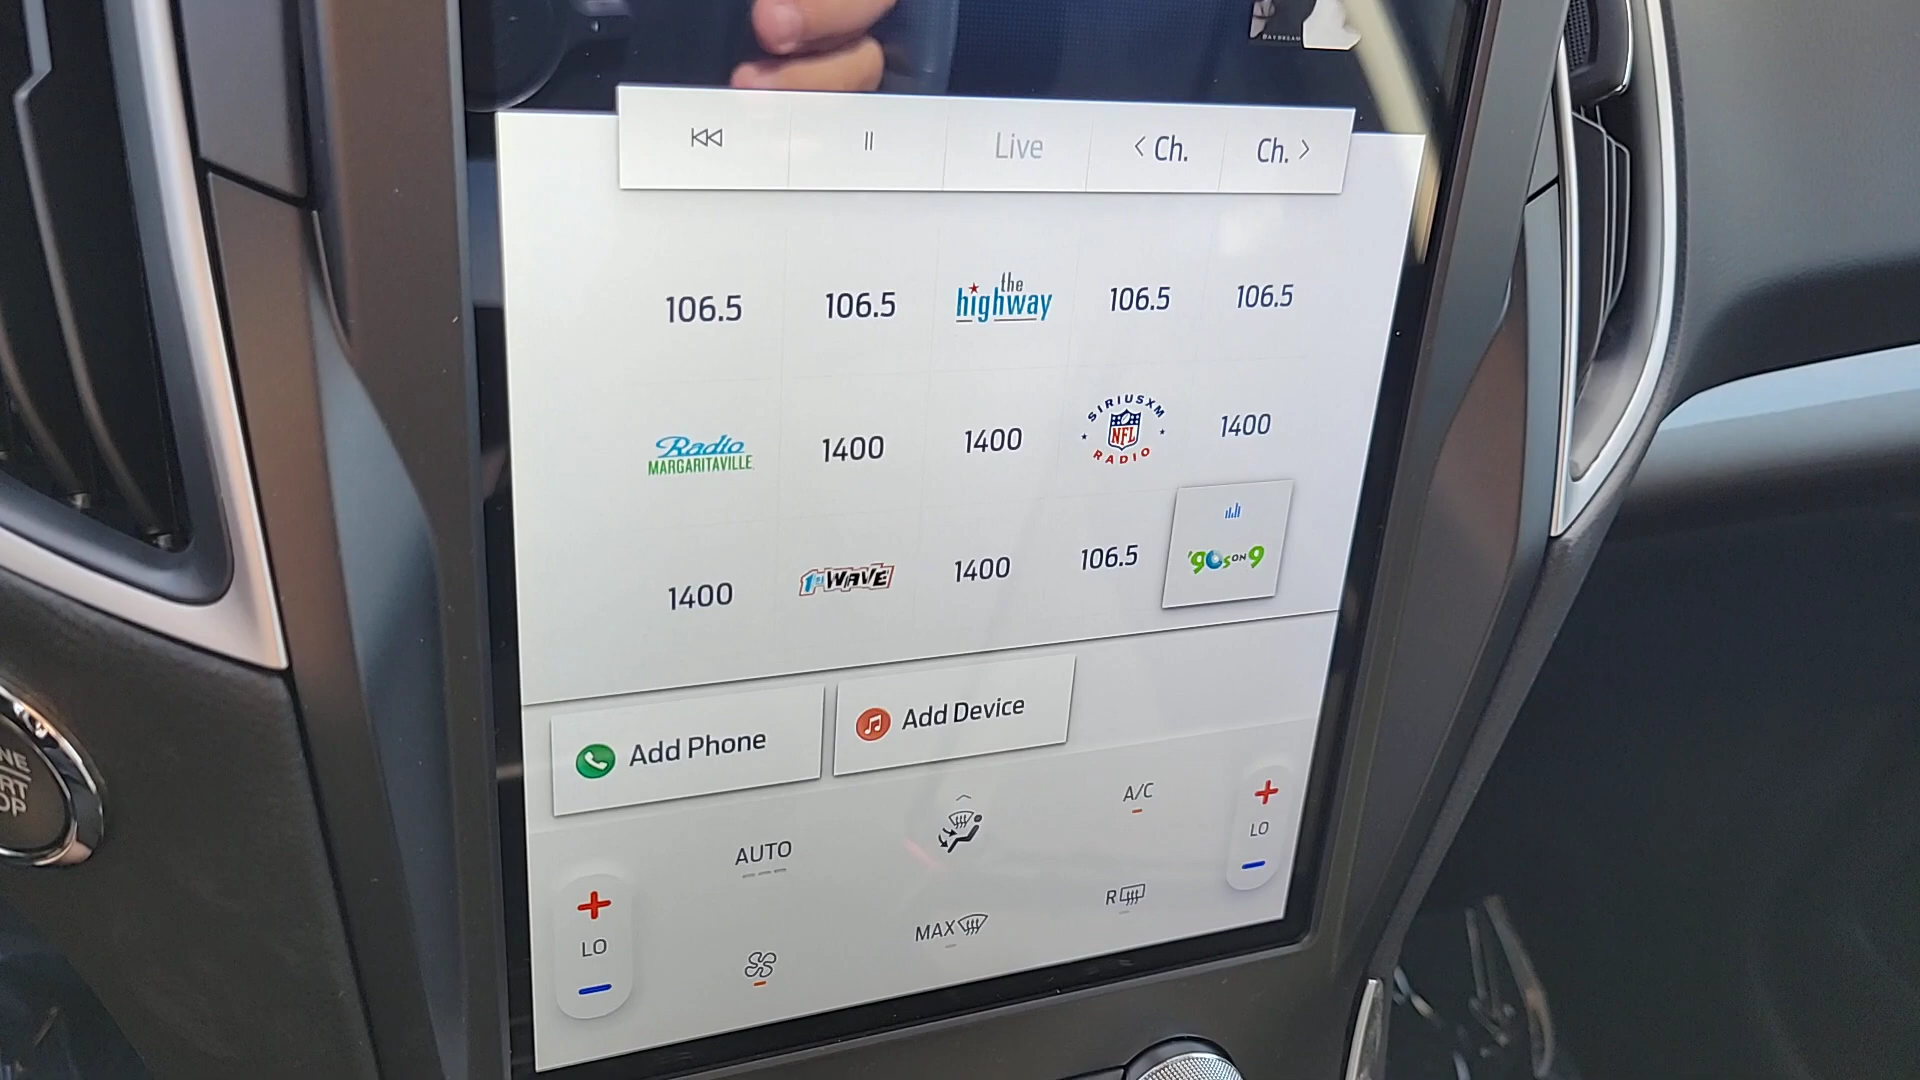 DAYDREAM
Live
< Ch.
Ch. >
106.5
106.5
the
highway
106.5
106.5
Radio
MARGARITAVILLE
1400
1400
SIRIUSXM
NFL
RADIO
1400
1400
1ST WAVE
1400
106.5
'90s ON 9
Add Phone
Add Device
A/C
LO
AUTO
R
MAX
LO